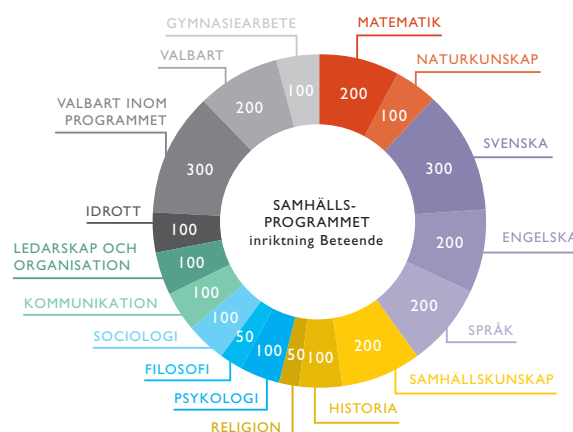 GYMNASIEARBETE
MATEMATIK
VALBART
NATURKUNSKAP
VALBART INOM
PROGRAMMET
SVENSKA
IDROTT
ENGELSKA
LEDARSKAP OCH
ORGANISATION
KOMMUNIKATION
SOCIOLOGI
SPRÅK
FILOSOFI
SAMHÄLLSKUNSKAP
PSYKOLOGI
HISTORIA
RELIGION
SAMHÄLLS-
PROGRAMMET
inriktning Beteende
200
100
300
200
200
200
100
50
100
50
100
100
100
100
300
200
100